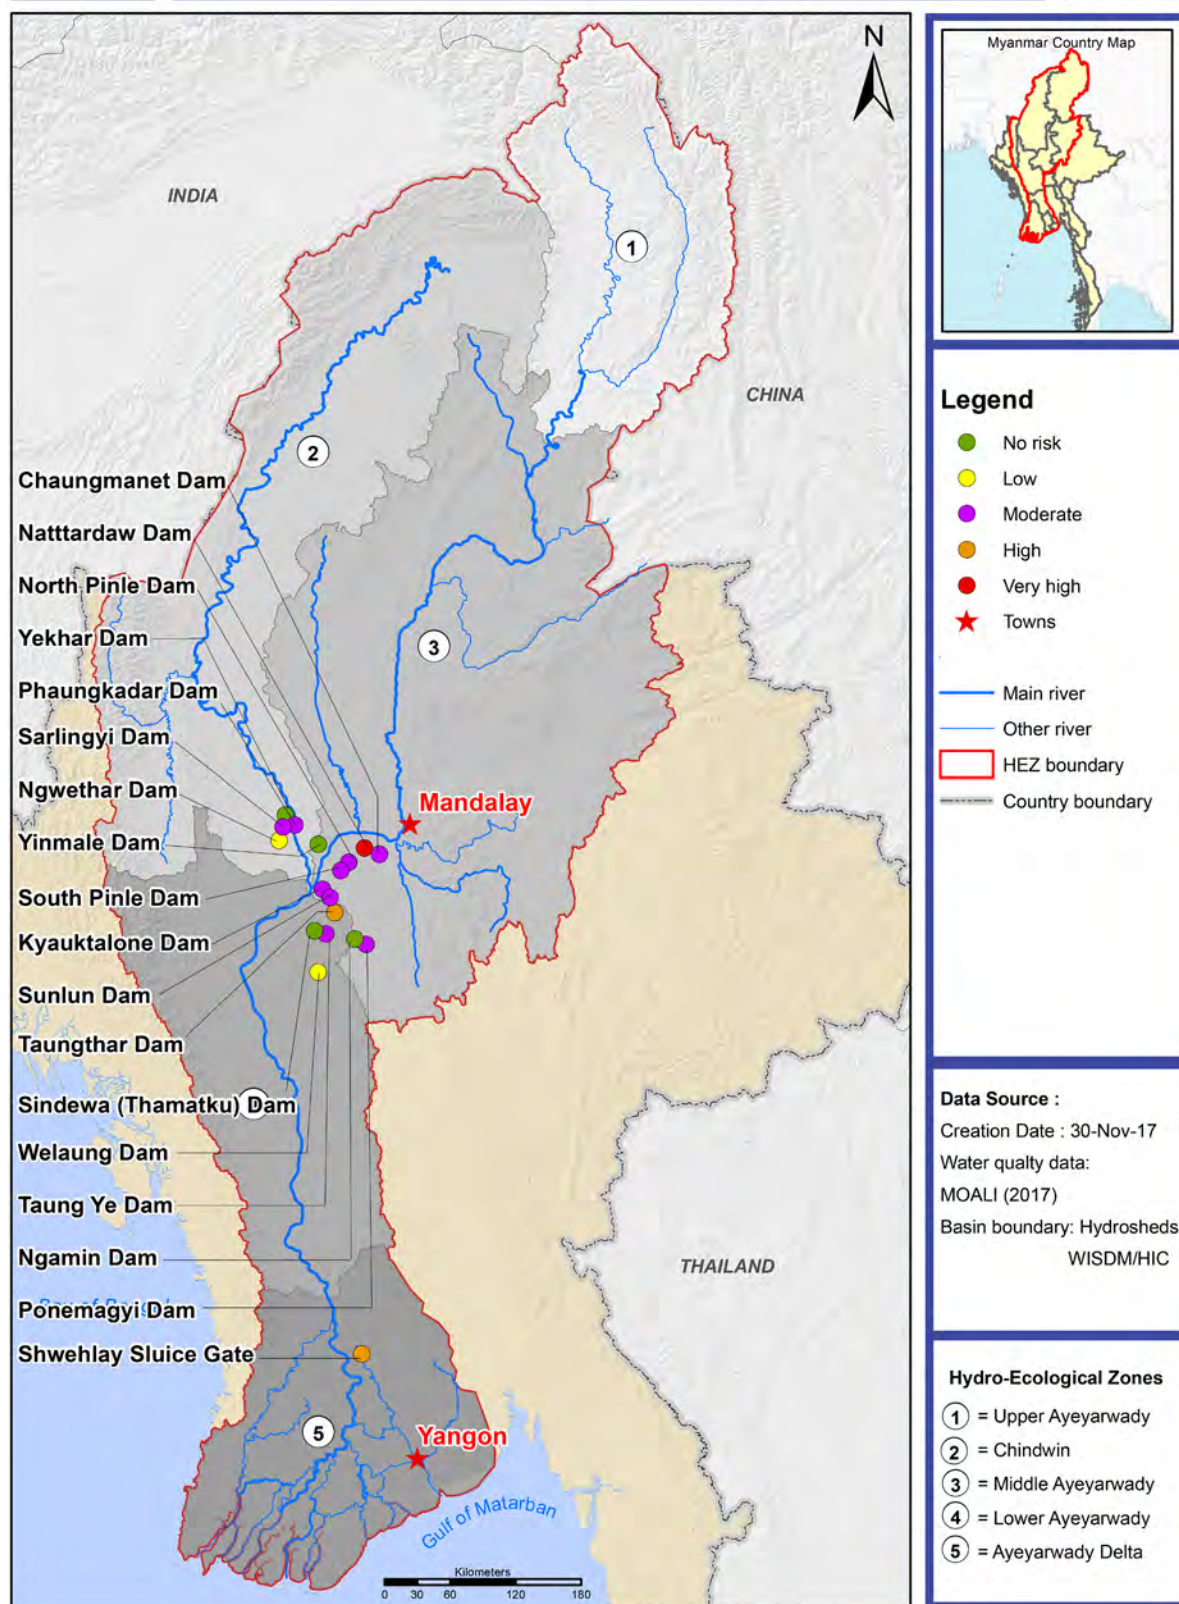 N
INDIA
1
2
CHINA
Chaungmanet Dam
Natttardaw Dam
North Pinle Dam
Yekhar Dam
3
Phaungkadar Dam
Sarlingyi Dam
Ngwethar Dam
Mandalay
Yinmale Dam
South Pinle Dam
Kyauktalone Dam
Sunlun Dam
Taungthar Dam
Sindewa (Thamatku) Dam
Welaung Dam
Taung Ye Dam
Ngamin Dam
THAILAND
Ponemagyi Dam
Shwehlay Sluice Gate
5
Yangon
Gulf of Matarban
Kilometers
0 30 60 120 180
Myanmar Country Map
Legend
No risk
Low
Moderate
High
Very high
Towns
Main river
Other river
HEZ boundary
Country boundary
Data Source :
Creation Date : 30-Nov-17
Water qualty data:
MOALI (2017)
Basin boundary: Hydrosheds
WISDM/HIC
Hydro-Ecological Zones
1 = Upper Ayeyarwady
2 = Chindwin
3 = Middle Ayeyarwady
4 = Lower Ayeyarwady
5 = Ayeyarwady Delta